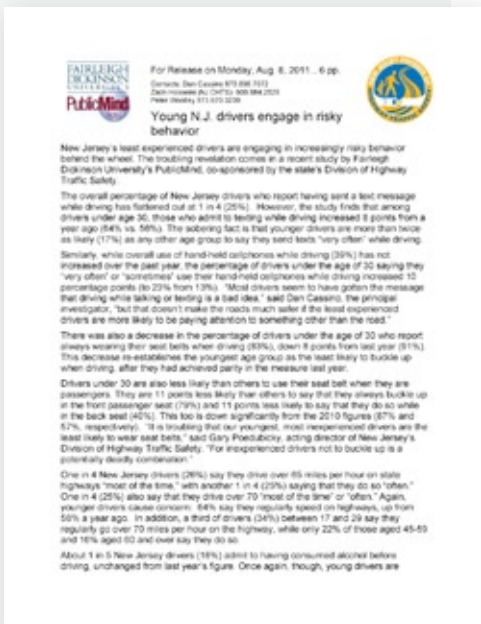 FAIRLEIGH
DICKINSON
UNIVERSITY'S
PublicMind
For Release on Monday, Aug. 8, 2011... 6 pp.
Contacts: Dan Cassino
Young N.J. drivers engage in risky
behavior
New Jersey's least experienced drivers are engaging in increasingly risky behavior
behind the wheel. The troubling revelation comes in a recent study by Fairleigh
Dickinson University's PublicMind, co-sponsored by the state's Division of Highway
Traffic Safety.
The overall percentage of New Jersey drivers who report having sent a text message
while driving has flattened out at 1 in 4 (25%). However, the study finds that among
drivers under age 30, those who admit to texting while driving increased 8 points from a
year ago (64% vs. 56%). The sobering fact is that younger drivers are more than twice
as likely (17%) as any other age group to say they send texts "very often" while driving.
Similarly, while overall use of hand-held cellphones while driving (39%) has not
increased over the past year, the percentage of drivers under the age of 30 saying they
"very often" or "sometimes" use their hand-held cellphones while driving increased 10
percentage points (to 23% from 13%). "Most drivers seem to have gotten the message
that driving while talking or texting is a bad idea," said Dan Cassino, the principal
investigator, "but that doesn't make the roads much safer if the least experienced
drivers are more likely to be paying attention to something other than the road."
There was also a decrease in the percentage of drivers under the age of 30 who report
always wearing their seat belts when driving (83%), down 8 points from last year (91%).
This decrease re-establishes the youngest age group as the least likely to buckle up
when driving, after they had achieved parity in the measure last year.
Drivers under 30 are also less likely than others to use their seat belt when they are
passengers. They are 11 points less likely than others to say that they always buckle up
in the front passenger seat (79%) and 11 points less likely to say that they do so while
in the back seat (40%). This too is down significantly from the 2010 figures (87% and
57%, respectively). "It is troubling that our youngest, most inexperienced drivers are the
least likely to wear seat belts," said Gary Poedubicky, acting director of New Jersey's
Division of Highway Traffic Safety. "For inexperienced drivers not to buckle up is a
potentially deadly combination."
One in 4 New Jersey drivers (26%) say they drive over 65 miles per hour on state
highways "most of the time," with another 1 in 4 (25%) saying that they do so "often."
One in 4 (25%) also say that they drive over 70 "most of the time" or "often." Again,
younger drivers cause concern: 64% say they regularly speed on highways, up from
56% a year ago. In addition, a third of drivers (34%) between 17 and 29 say they
regularly go over 70 miles per hour on the highway, while only 22% of those aged 45-59
and 16% aged 60 and over say they do so.
About 1 in 5 New Jersey drivers (18%) admit to having consumed alcohol before
driving, unchanged from last year's figure. Once again, though, young drivers are